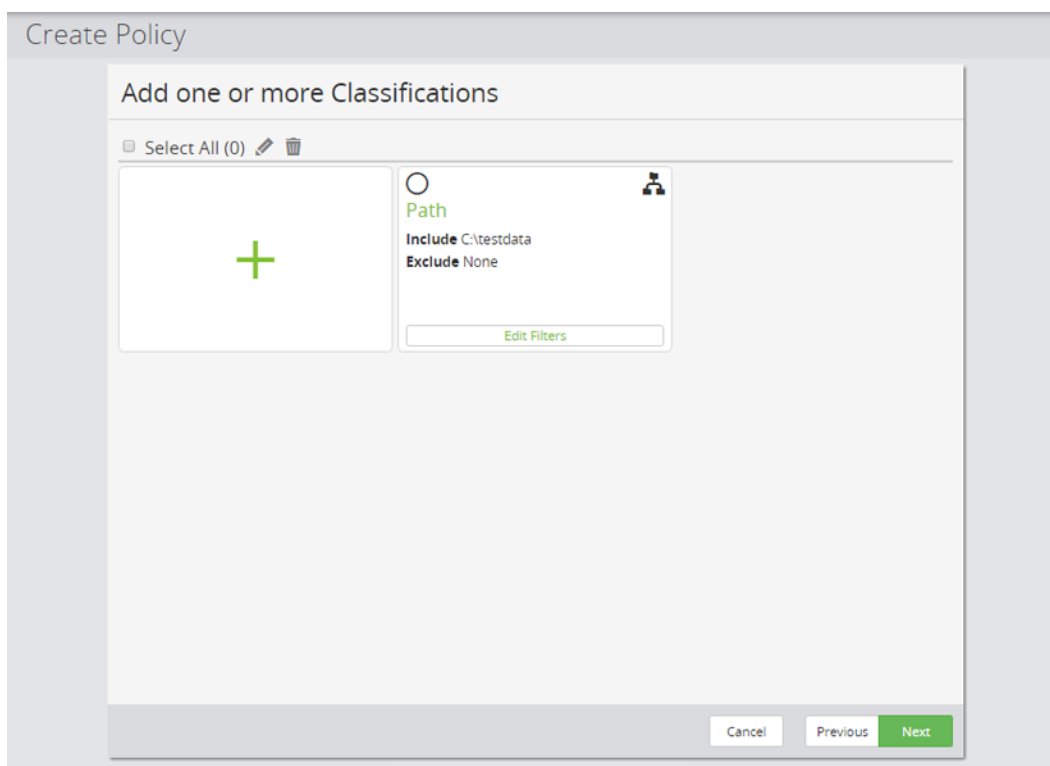 Create Policy
Add one or more Classifications
Select All (0)
Path
Include C:\testdata
Exclude None
Edit Filters
Cancel
Previous
Next